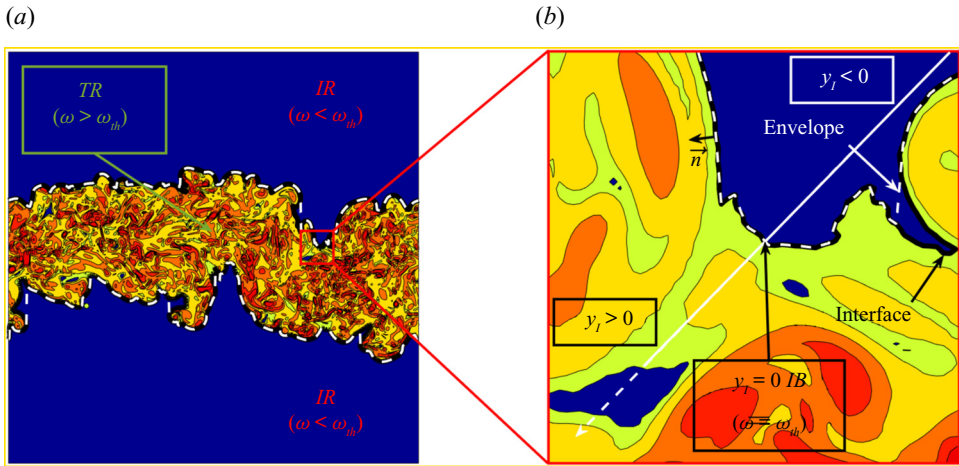 (a)
(b)
TR
(ω > ω_th)
IR
(ω < ω_th)
IR
(ω < ω_th)
y_I < 0
Envelope
n⃗
y_I > 0
Interface
y_I = 0 IB
(ω = ω_th)